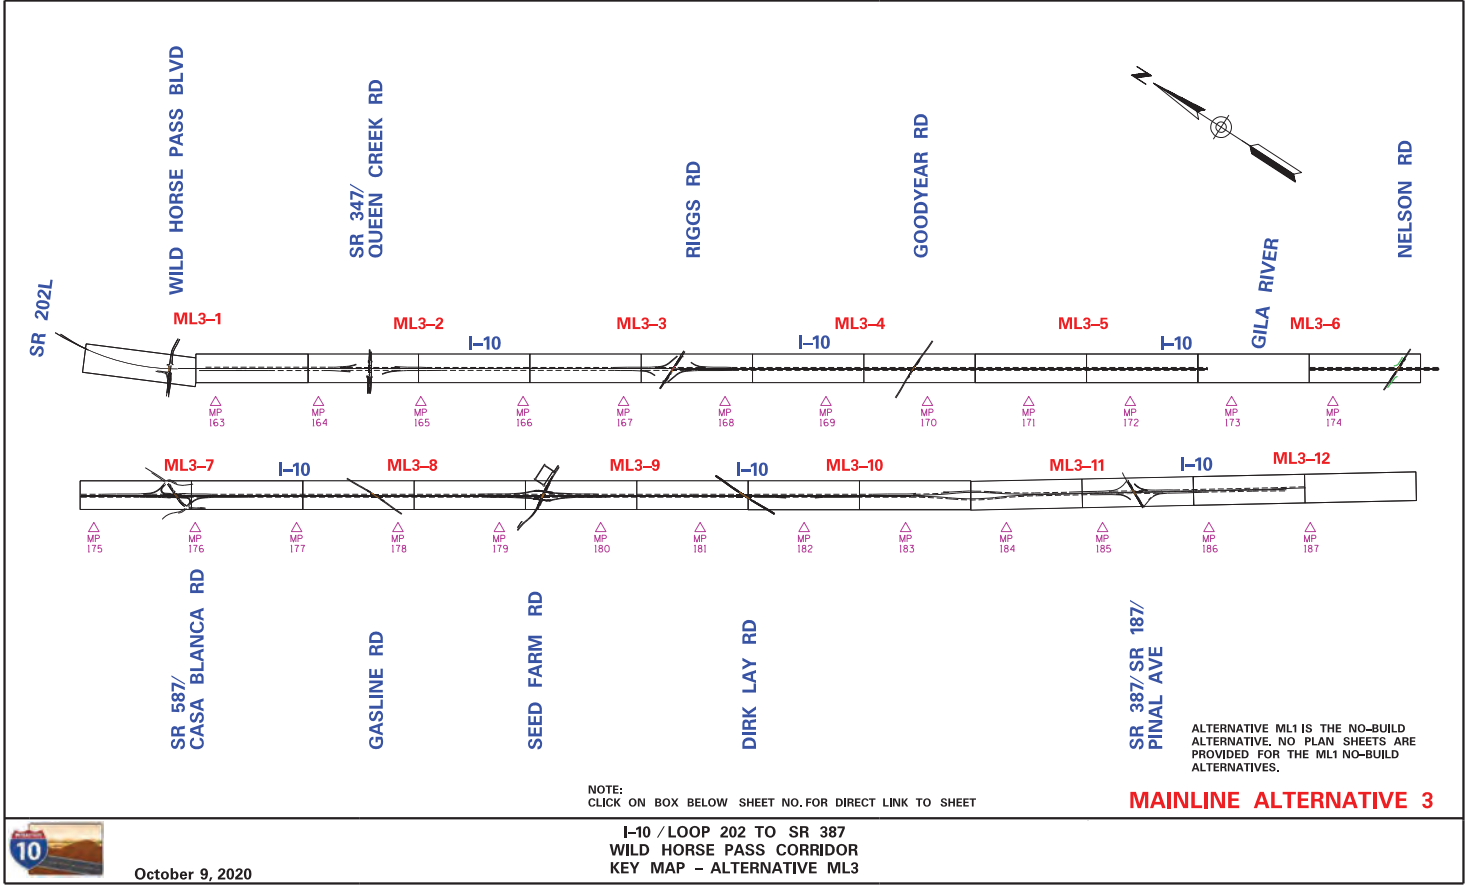 WILD HORSE PASS BLVD
SR 347/
QUEEN CREEK RD
RIGGS RD
GOODYEAR RD
N
NELSON RD
SR 202L
GILA RIVER
ML3–1
ML3–2
ML3–3
ML3–4
ML3–5
ML3–6
I–10
I–10
I–10
MP
163
MP
164
MP
165
MP
166
MP
167
MP
168
MP
169
MP
170
MP
171
MP
172
MP
173
MP
174
ML3–7
I–10
ML3–8
ML3–9
I–10
ML3–10
ML3–11
I–10
ML3–12
MP
175
MP
176
MP
177
MP
178
MP
179
MP
180
MP
181
MP
182
MP
183
MP
184
MP
185
MP
186
MP
187
SR 587/
CASA BLANCA RD
GASLINE RD
SEED FARM RD
DIRK LAY RD
SR 387/ SR 187/
PINAL AVE
ALTERNATIVE ML1 IS THE NO–BUILD
ALTERNATIVE. NO PLAN SHEETS ARE
PROVIDED FOR THE ML1 NO–BUILD
ALTERNATIVES.
NOTE:
CLICK ON BOX BELOW SHEET NO. FOR DIRECT LINK TO SHEET
MAINLINE ALTERNATIVE 3
10
October 9, 2020
I–10 / LOOP 202 TO SR 387
WILD HORSE PASS CORRIDOR
KEY MAP – ALTERNATIVE ML3